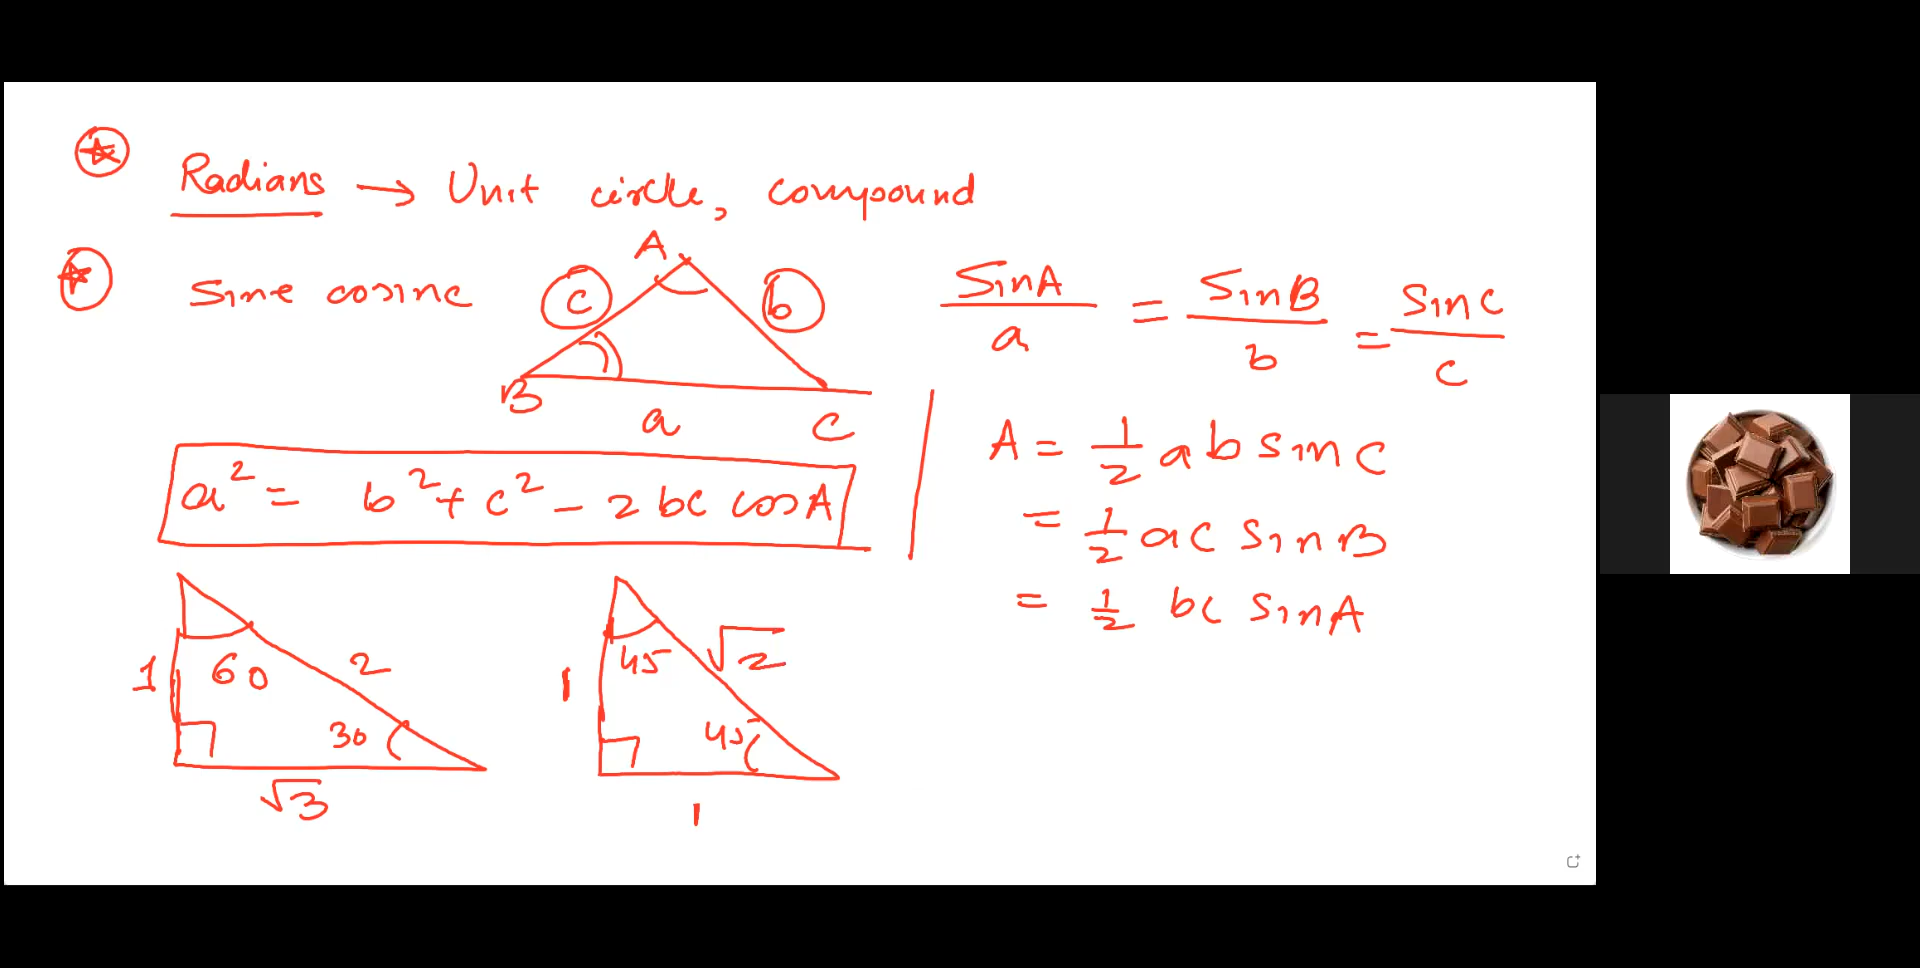 Radians → Unit circle, compound
Sine cosine
A
c b
B a C
sinA/a = sinB/b = sinC/c
a² = b² + c² - 2bc cosA
A = 1/2 ab sinC
= 1/2 ac sinB
= 1/2 bc sinA
1 60 2 30 √3
1 45 √2 45 1